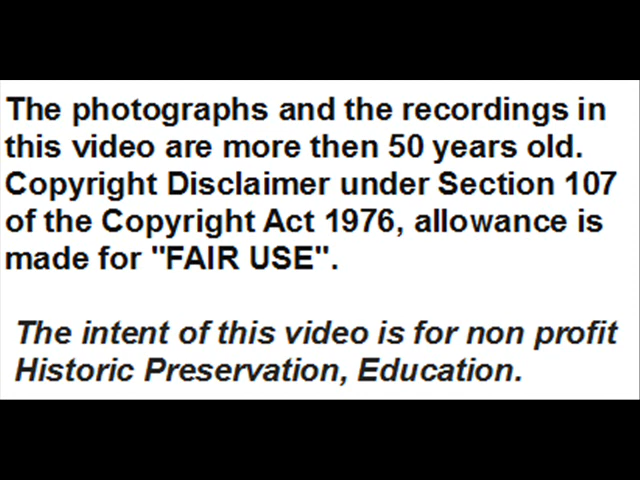 The photographs and the recordings in
this video are more then 50 years old.
Copyright Disclaimer under Section 107
of the Copyright Act 1976, allowance is
made for "FAIR USE".
The intent of this video is for non profit
Historic Preservation, Education.